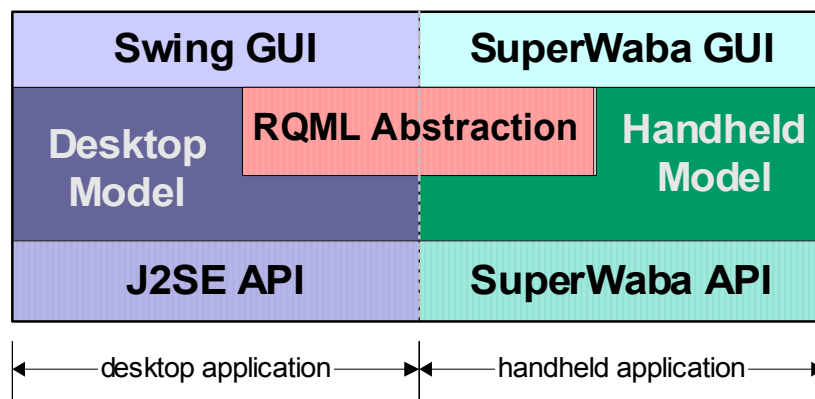 Swing GUI
SuperWaba GUI
RQML Abstraction
Desktop
Model
Handheld
Model
J2SE API
SuperWaba API
desktop application
handheld application